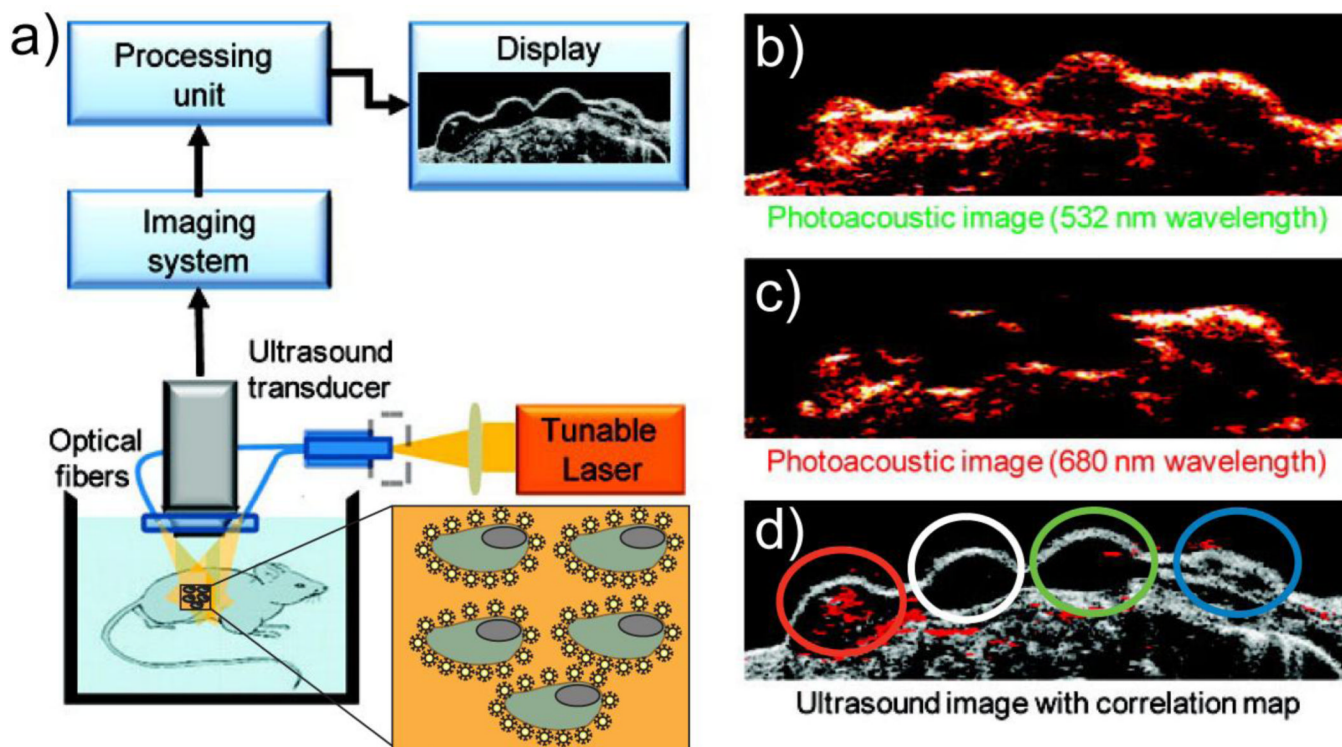 a)
Processing
unit
Display
Imaging
system
Ultrasound
transducer
Optical
fibers
Tunable
Laser
b)
Photoacoustic image (532 nm wavelength)
c)
Photoacoustic image (680 nm wavelength)
d)
Ultrasound image with correlation map